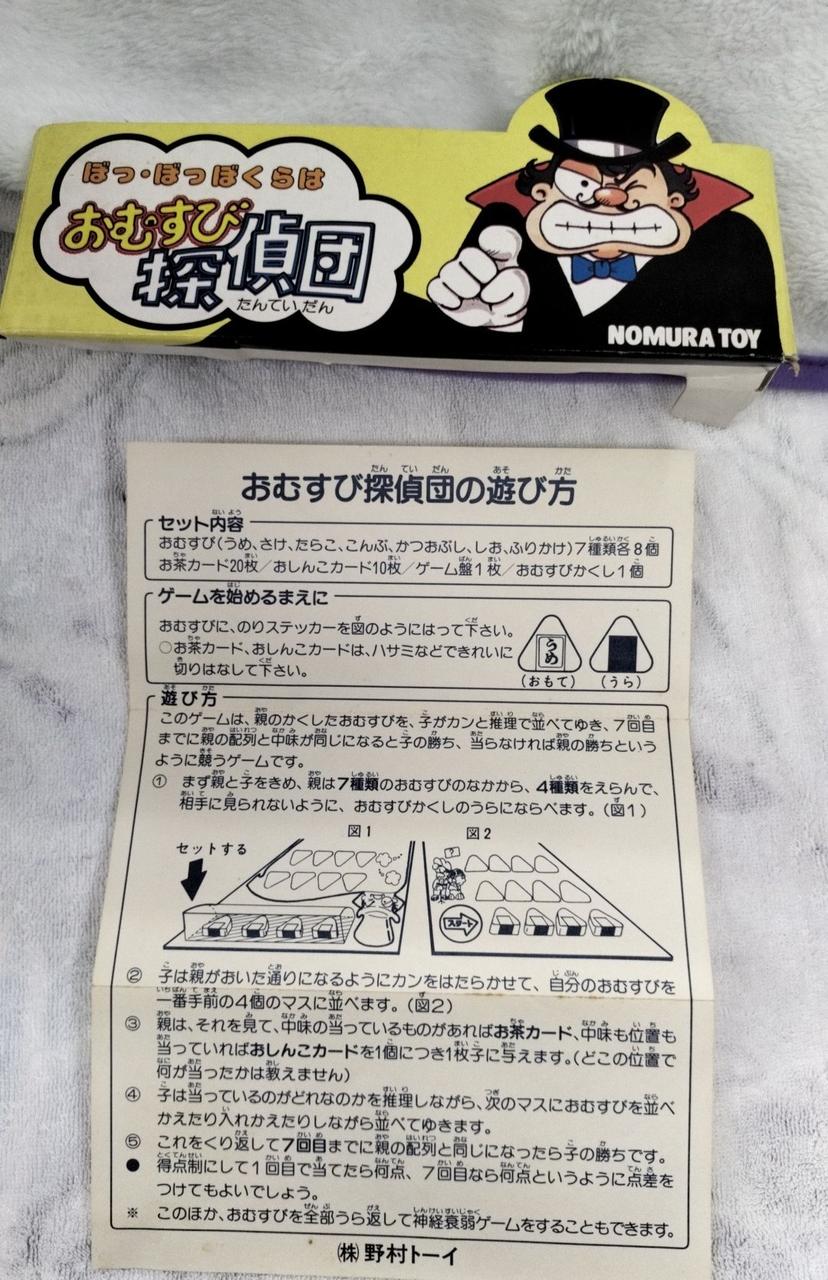 ぼっ・ぼっぼくらは
おむすび
探偵団
たんていだん
NOMURA TOY
おむすび探偵団の遊び方
セット内容
おむすび(うめ、さけ、たらこ、こんぶ、かつおぶし、しお、ふりかけ)7種類各8個
お茶カード20枚/おしんこカード10枚/ゲーム盤1枚/おむすびかくし1個
ゲームを始めるまえに
おむすびに、のりステッカーを図のようにはって下さい。
○お茶カード、おしんこカードは、ハサミなどできれいに
切りはなして下さい。
うめ
(おもて) (うら)
遊び方
このゲームは、親のかくしたおむすびを、子がカンと推理で並べてゆき、7回目
までに親の配列と中味が同じになると子の勝ち、当らなければ親の勝ちという
ように競うゲームです。
① まず親と子をきめ、親は7種類のおむすびのなかから、4種類をえらんで、
相手に見られないように、おむすびかくしのうらにならべます。(図1)
図1 図2
セットする
?
スタート
② 子は親がおいた通りになるようにカンをはたらかせて、自分のおむすびを
一番手前の4個のマスに並べます。(図2)
③ 親は、それを見て、中味の当っているものがあればお茶カード、中味も位置も
当っていればおしんこカードを1個につき1枚子に与えます。(どこの位置で
何が当ったかは教えません)
④ 子は当っているのがどれなのかを推理しながら、次のマスにおむすびを並べ
かえたり入れかえたりしながら並べてゆきます。
⑤ これをくり返して7回目までに親の配列と同じになったら子の勝ちです。
● 得点制にして1回目で当てたら何点、7回目なら何点というように点差を
つけてもよいでしょう。
※ このほか、おむすびを全部うら返して神経衰弱ゲームをすることもできます。
㈱野村トーイ